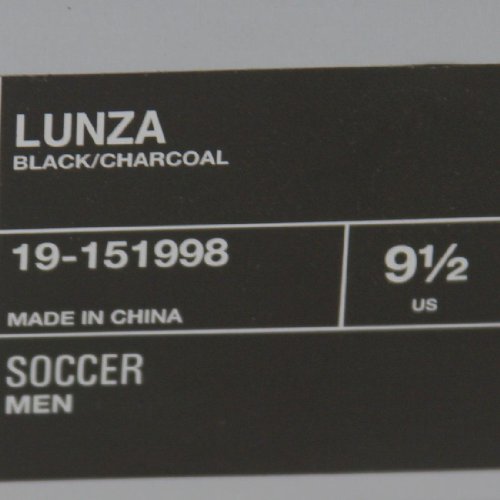 LUNZA
BLACK/CHARCOAL
19-151998
9½
US
MADE IN CHINA
SOCCER
MEN